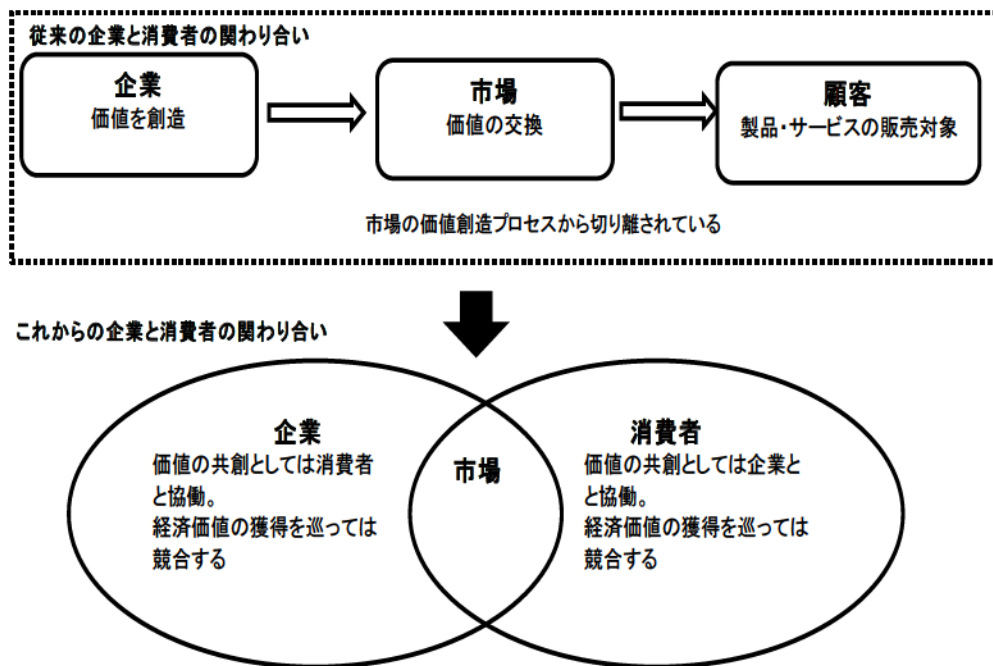 従来の企業と消費者の関わり合い
企業
価値を創造
市場
価値の交換
顧客
製品・サービスの販売対象
市場の価値創造プロセスから切り離されている
これからの企業と消費者の関わり合い
企業
価値の共創としては消費者
と協働。
経済価値の獲得を巡っては
競合する
市場
消費者
価値の共創としては企業と
と協働。
経済価値の獲得を巡っては
競合する